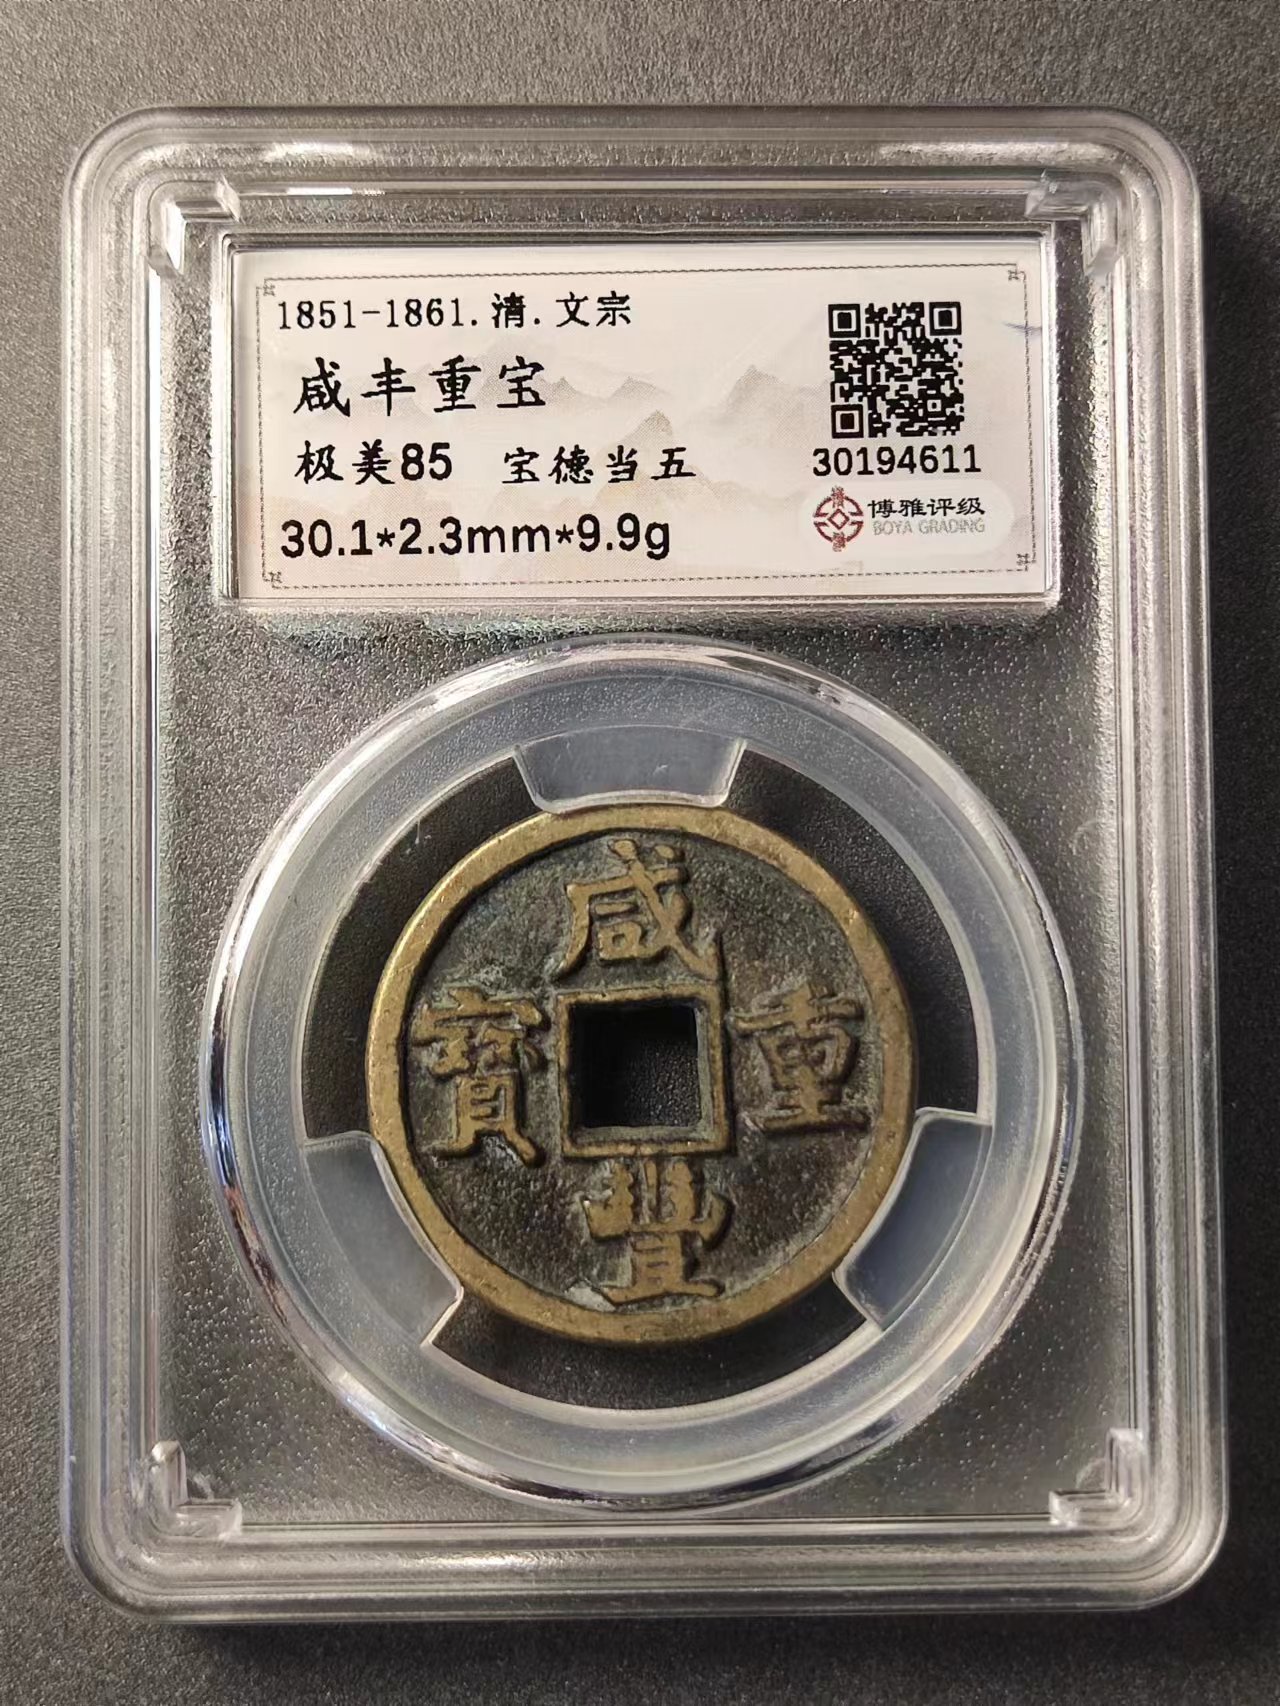 1851-1861.清.文宗
咸丰重宝
极美85 宝德当五
30.1*2.3mm*9.9g
30194611
博雅评级
BOYA GRADING
咸
豐
重
寶